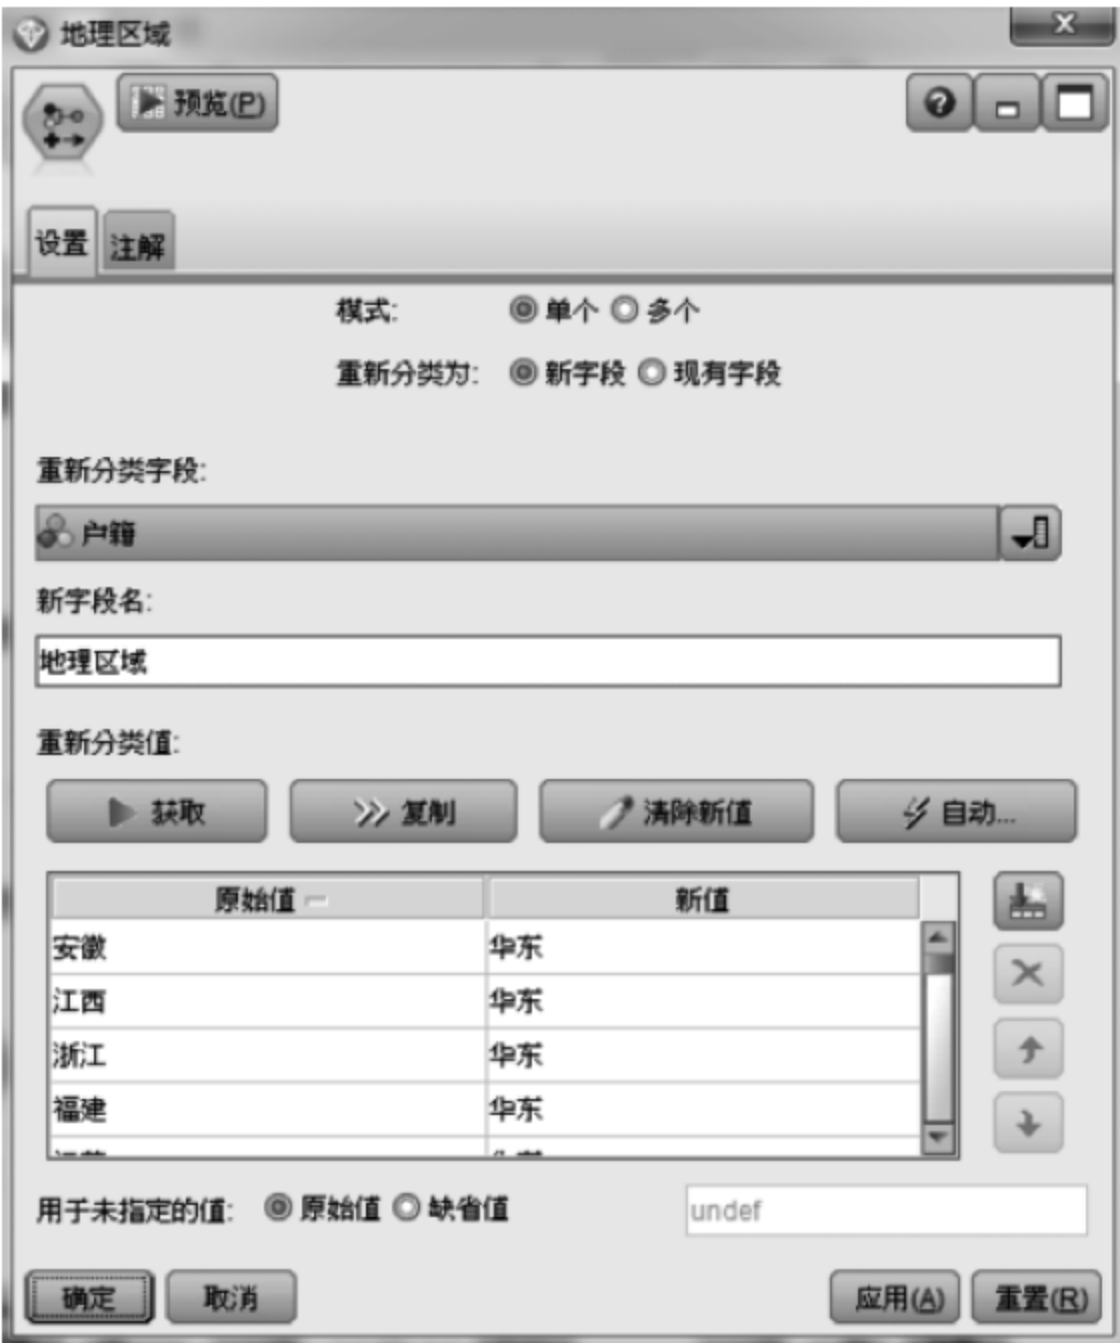 地理区域
预览(P)
设置 注解
模式: 单个 多个
重新分类为: 新字段 现有字段
重新分类字段:
户籍
新字段名:
地理区域
重新分类值:
获取 复制 清除新值 自动...
原始值 新值
安徽 华东
江西 华东
浙江 华东
福建 华东
用于未指定的值: 原始值 缺省值 undef
确定 取消 应用(A) 重置(R)